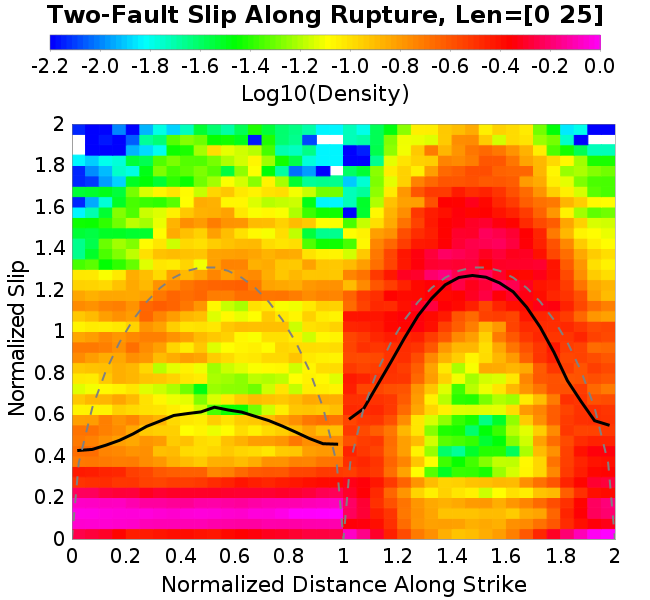 Two-Fault Slip Along Rupture, Len=[0 25]
-2.2 -2.0 -1.8 -1.6 -1.4 -1.2 -1.0 -0.8 -0.6 -0.4 -0.2 0.0
Log10(Density)
Normalized Slip
2
1.8
1.6
1.4
1.2
1
0.8
0.6
0.4
0.2
0
0 0.2 0.4 0.6 0.8 1 1.2 1.4 1.6 1.8 2
Normalized Distance Along Strike